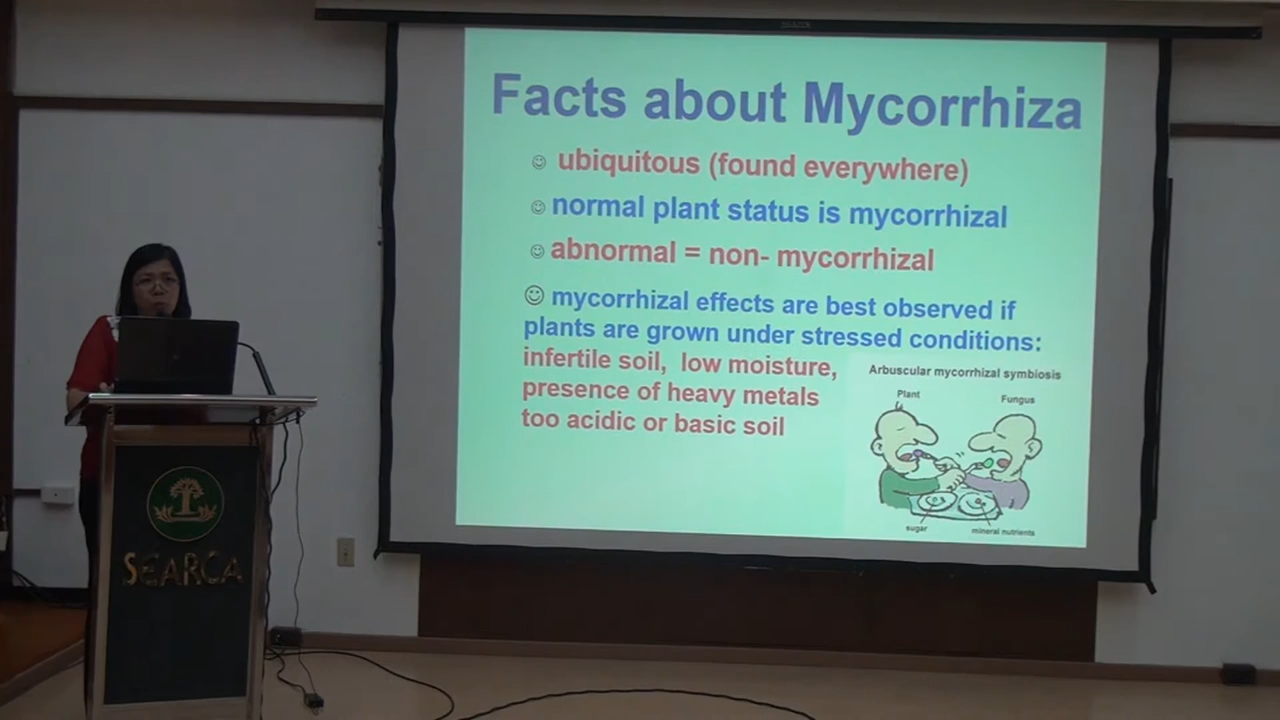 Facts about Mycorrhiza
ubiquitous (found everywhere)
normal plant status is mycorrhizal
abnormal = non- mycorrhizal
mycorrhizal effects are best observed if
plants are grown under stressed conditions:
infertile soil, low moisture,
presence of heavy metals
too acidic or basic soil
Arbuscular mycorrhizal symbiosis
Plant
Fungus
sugar
mineral nutrients
SEARCA